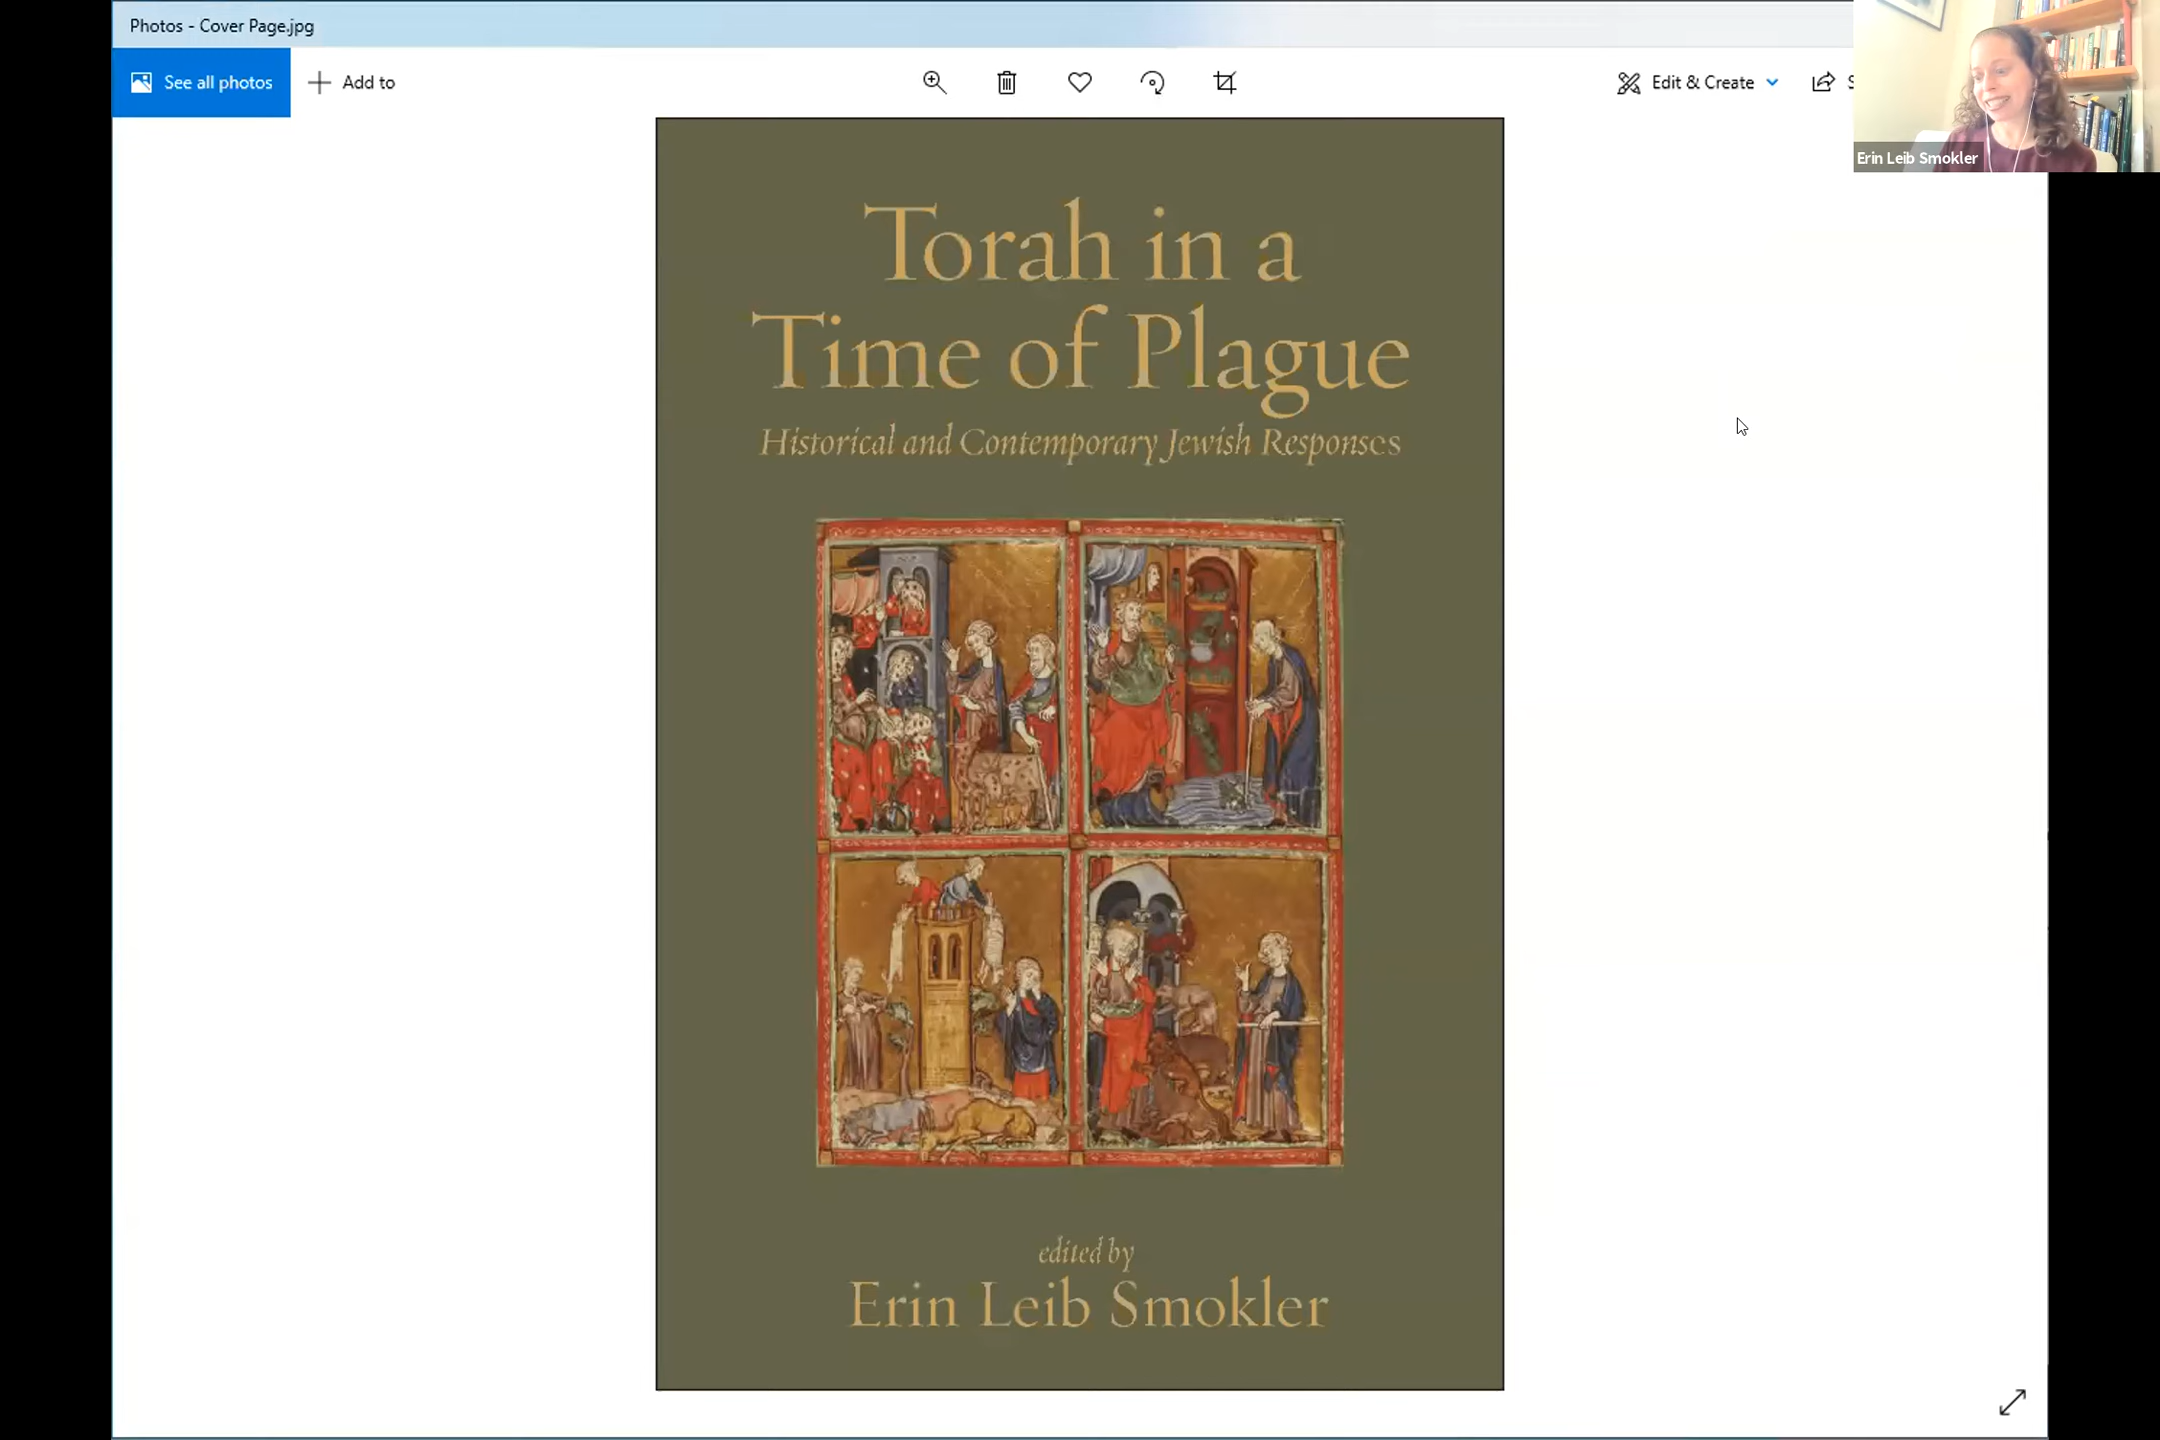 Photos - Cover Page.jpg
See all photos
Add to
Edit & Create
Erin Leib Smokler
Torah in a
Time of Plague
Historical and Contemporary Jewish Responses
edited by
Erin Leib Smokler